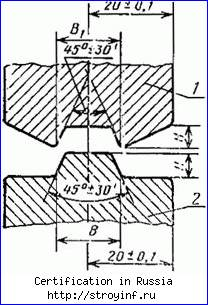 20±0,1
B₁
45°±30'
1
H
H
45°±30'
2
B
20±0,1
Certification in Russia
http://stroyinf.ru